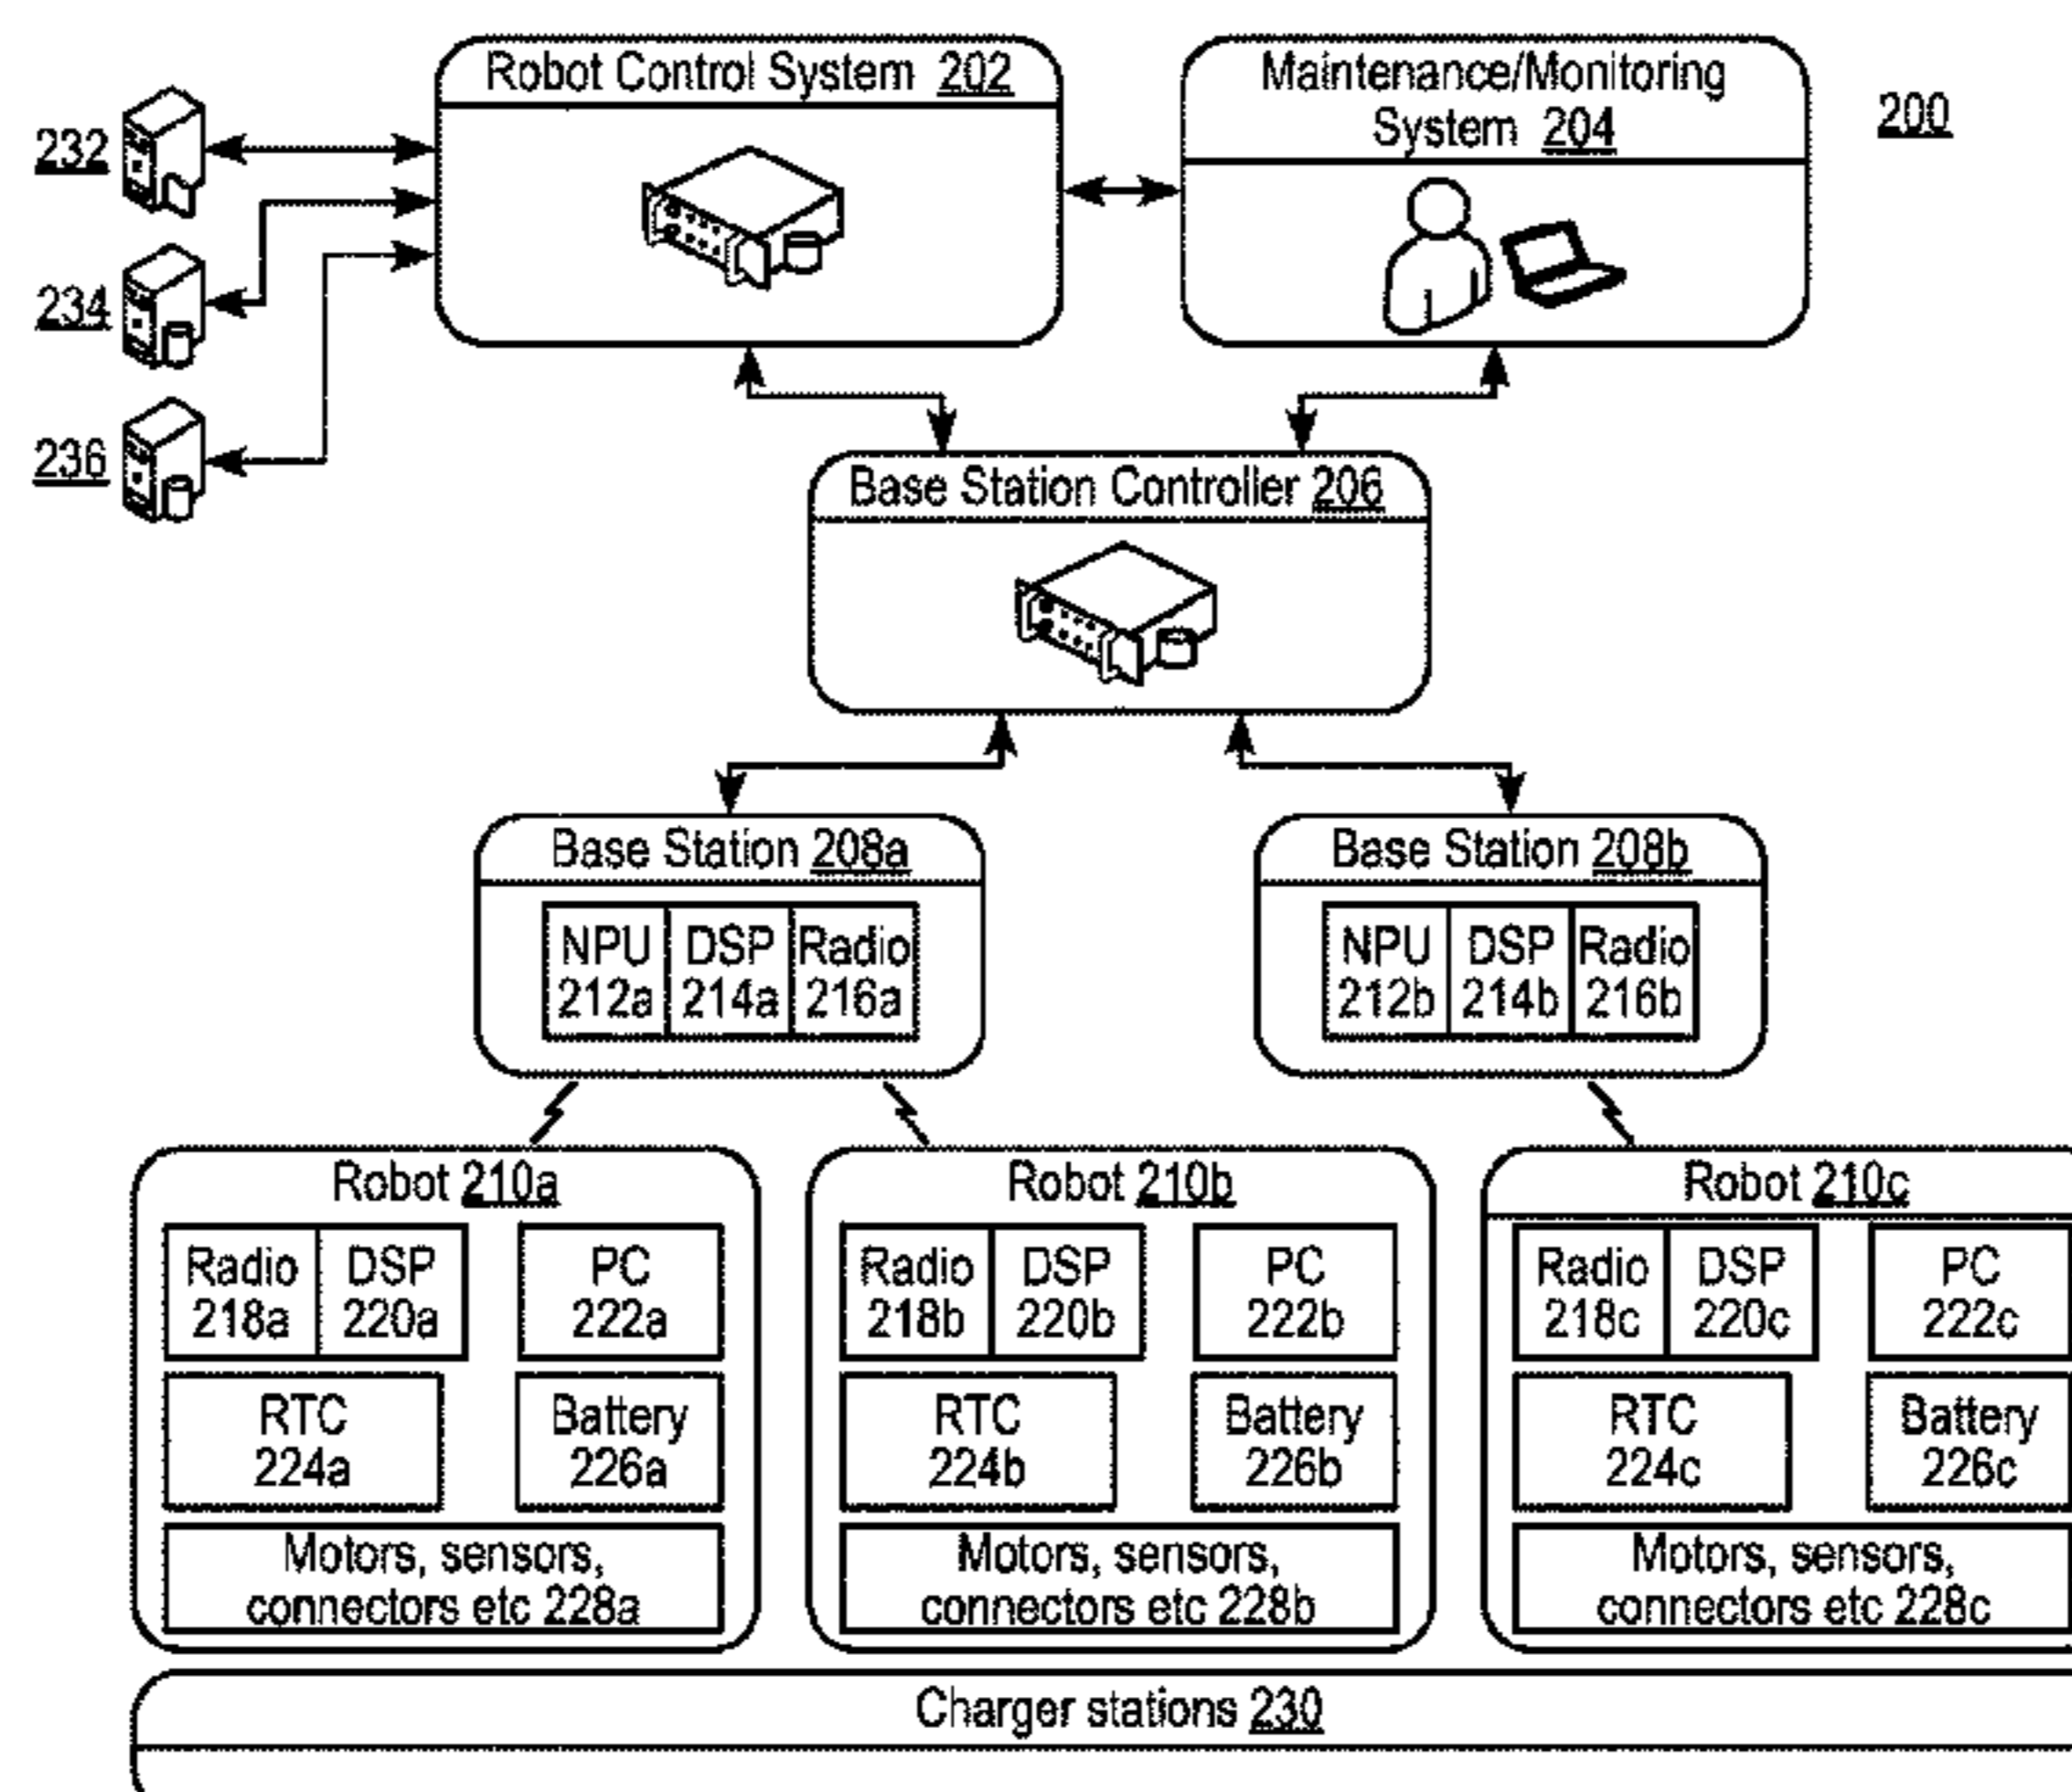 Robot Control System 202
Maintenance/Monitoring
System 204
200
232
234
236
Base Station Controller 206
Base Station 208a
NPU
212a
DSP
214a
Radio
216a
Base Station 208b
NPU
212b
DSP
214b
Radio
216b
Robot 210a
Radio
218a
DSP
220a
PC
222a
RTC
224a
Battery
226a
Motors, sensors,
connectors etc 228a
Robot 210b
Radio
218b
DSP
220b
PC
222b
RTC
224b
Battery
226b
Motors, sensors,
connectors etc 228b
Robot 210c
Radio
218c
DSP
220c
PC
222c
RTC
224c
Battery
226c
Motors, sensors,
connectors etc 228c
Charger stations 230